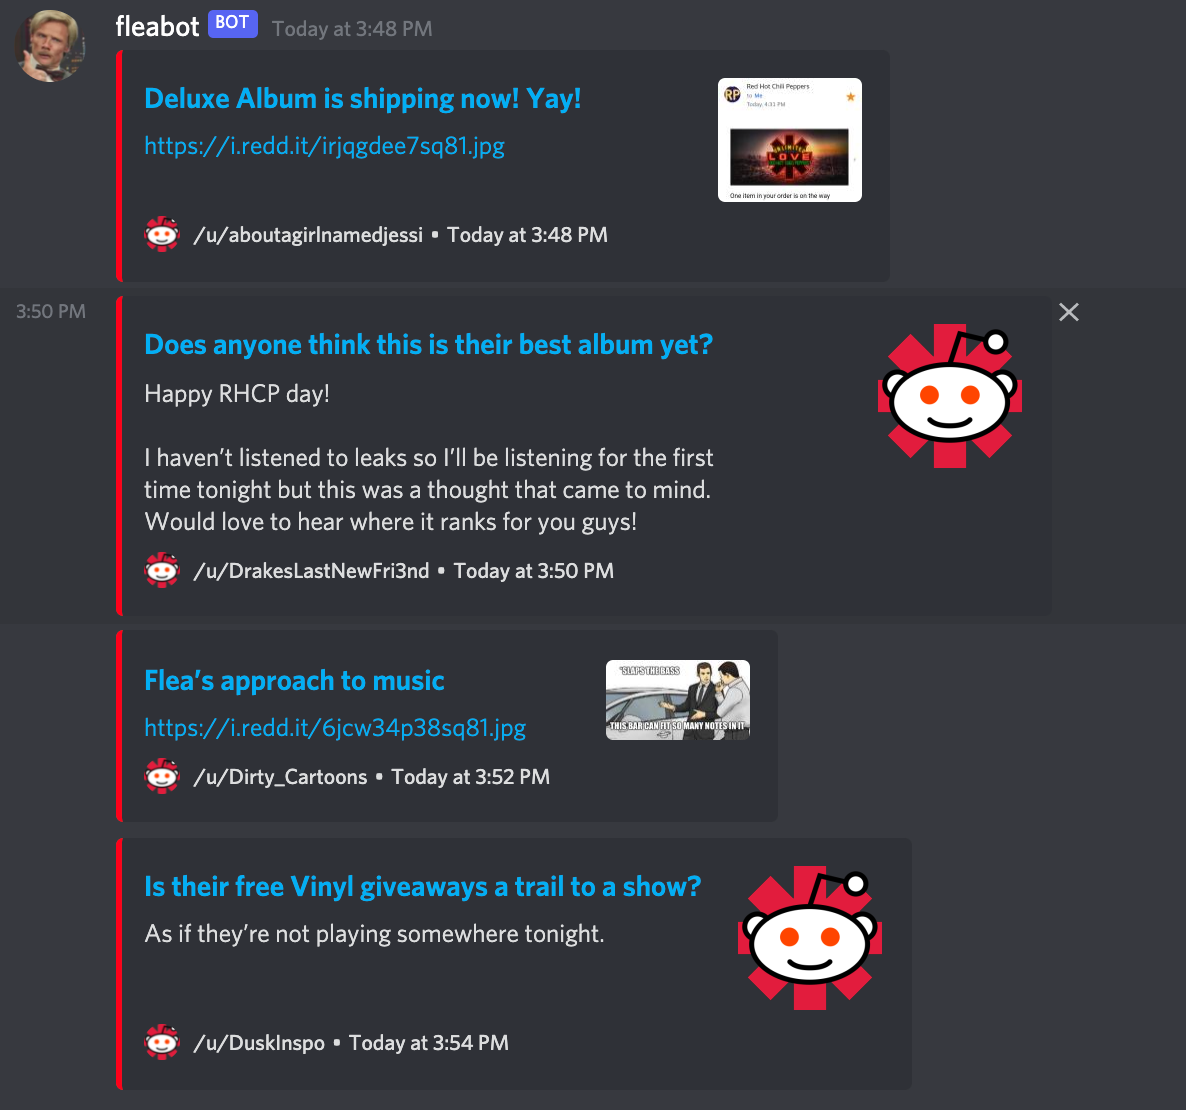 fleabot BOT Today at 3:48 PM
Deluxe Album is shipping now! Yay!
https://i.redd.it/irjqgdee7sq81.jpg
RP
Red Hot Chili Peppers
to Me
Today, 4:31 PM
UNLIMITED
LOVE
One item in your order is on the way
/u/aboutagirlnamedjessi • Today at 3:48 PM
3:50 PM
Does anyone think this is their best album yet?
Happy RHCP day!
I haven't listened to leaks so I'll be listening for the first
time tonight but this was a thought that came to mind.
Would love to hear where it ranks for you guys!
/u/DrakesLastNewFri3nd • Today at 3:50 PM
Flea's approach to music
https://i.redd.it/6jcw34p38sq81.jpg
*SLAPS THE BASS
THIS BAR CAN FIT SO MANY NOTES IN IT
/u/Dirty_Cartoons • Today at 3:52 PM
Is their free Vinyl giveaways a trail to a show?
As if they're not playing somewhere tonight.
/u/DuskInspo • Today at 3:54 PM